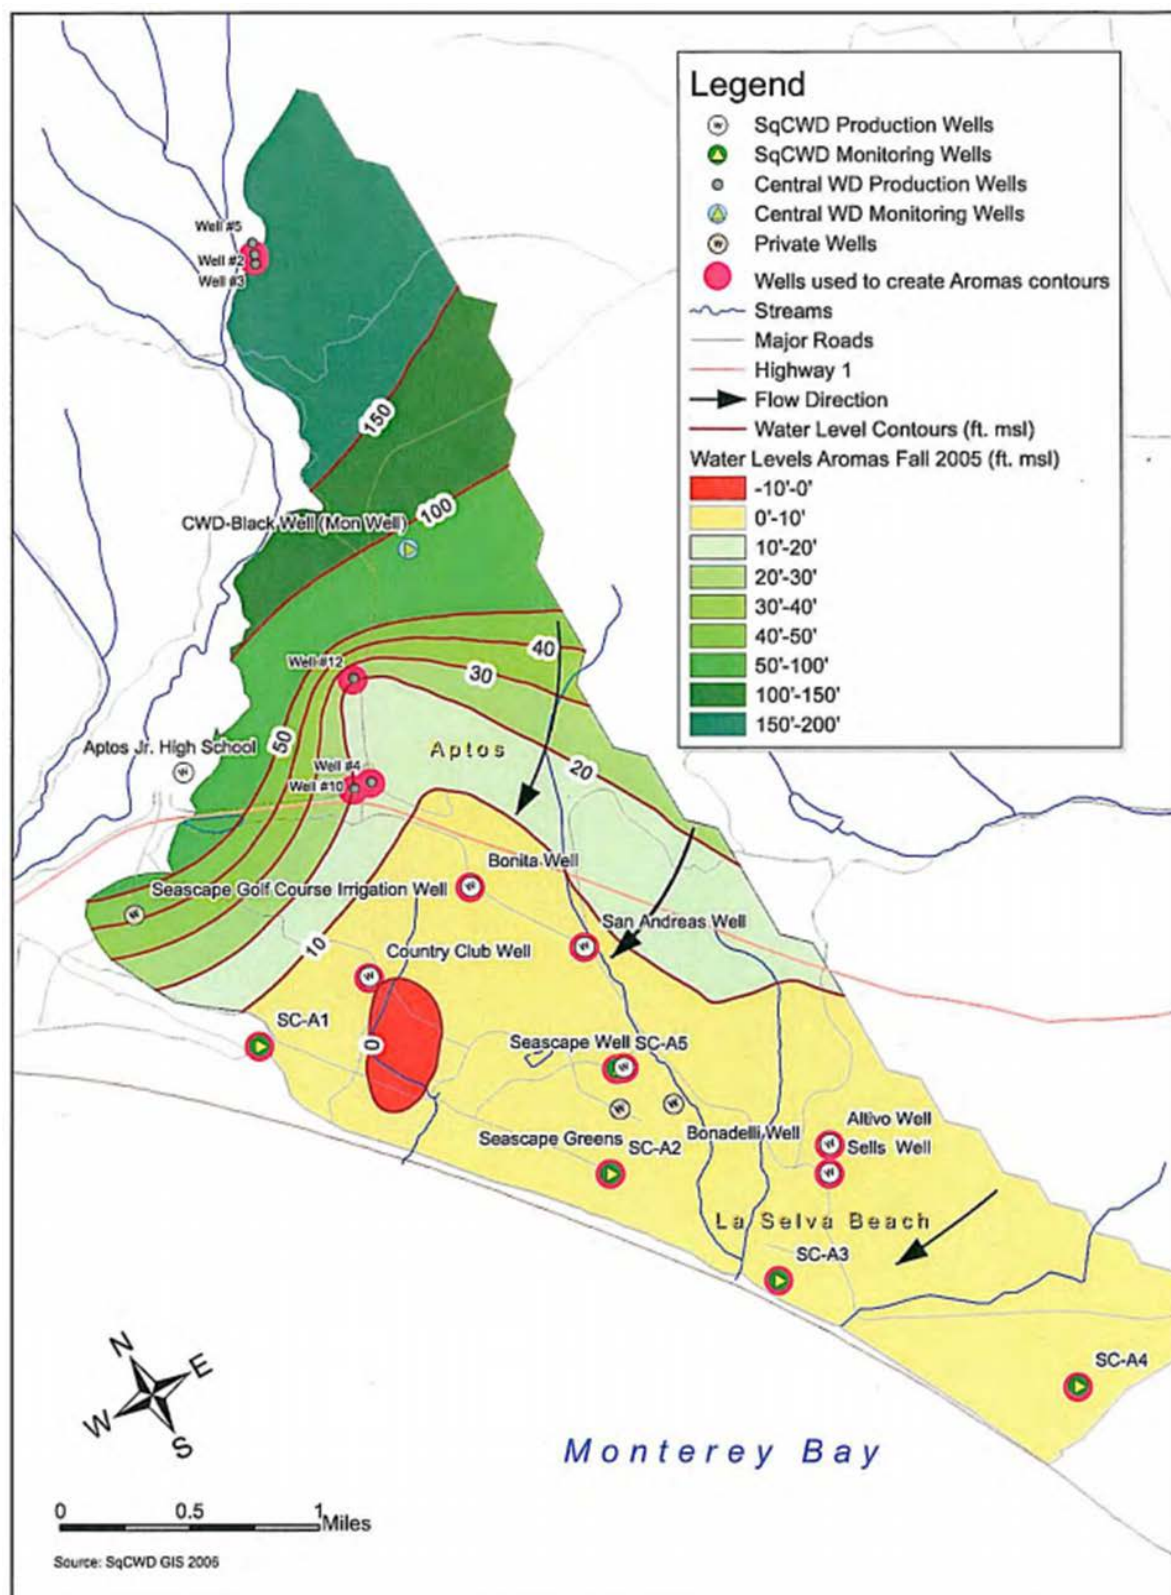 Legend
SqCWD Production Wells
SqCWD Monitoring Wells
Central WD Production Wells
Central WD Monitoring Wells
Private Wells
Wells used to create Aromas contours
Streams
Major Roads
Highway 1
Flow Direction
Water Level Contours (ft. msl)
Water Levels Aromas Fall 2005 (ft. msl)
-10'-0'
0'-10'
10'-20'
20'-30'
30'-40'
40'-50'
50'-100'
100'-150'
150'-200'
Well #5
Well #2
Well #3
150
100
CWD-Black Well (Mon Well)
40
Well #12
30
50
Aptos Jr. High School
Aptos
Well #4
20
Well #10
Bonita Well
Seascape Golf Course Irrigation Well
San Andreas Well
10
Country Club Well
SC-A1
0
Seascape Well SC-A5
Altivo Well
Seascape Greens
Bonadelli Well
SC-A2
Sells Well
La Selva Beach
SC-A3
SC-A4
N
E
W
S
Monterey Bay
0 0.5 1
Miles
Source: SqCWD GIS 2006